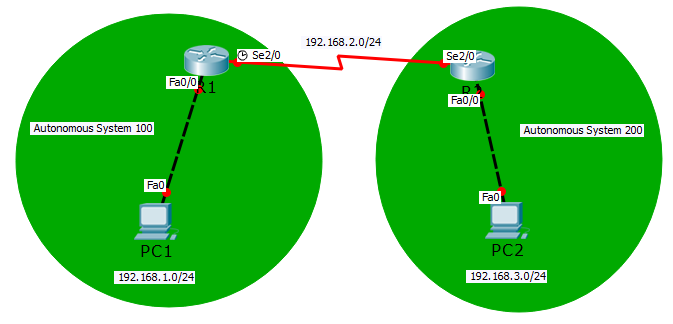 192.168.2.0/24
Se2/0
Se2/0
R1
Fa0/0
Fa0/0
Autonomous System 100
Autonomous System 200
Fa0
Fa0
PC1
PC2
192.168.1.0/24
192.168.3.0/24